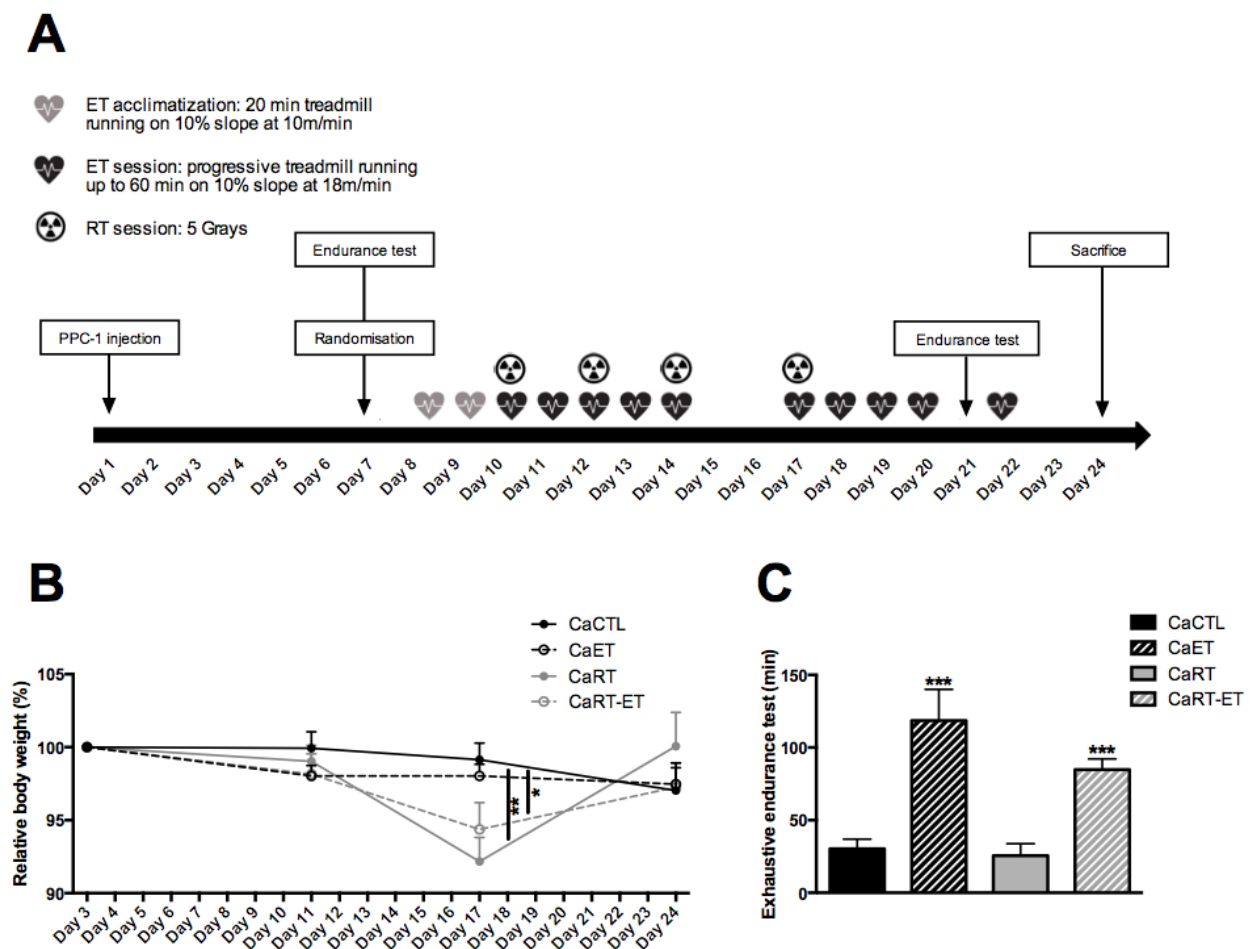 A
ET acclimatization: 20 min treadmill
running on 10% slope at 10m/min
ET session: progressive treadmill running
up to 60 min on 10% slope at 18m/min
RT session: 5 Grays
Endurance test
Sacrifice
PPC-1 injection
Randomisation
Endurance test
Day 1
Day 2
Day 3
Day 4
Day 5
Day 6
Day 7
Day 8
Day 9
Day 10
Day 11
Day 12
Day 13
Day 14
Day 15
Day 16
Day 17
Day 18
Day 19
Day 20
Day 21
Day 22
Day 23
Day 24
B
CaCTL
CaET
CaRT
CaRT-ET
Relative body weight (%)
105
100
95
90
**
*
Day 3
Day 4
Day 5
Day 6
Day 7
Day 8
Day 9
Day 10
Day 11
Day 12
Day 13
Day 14
Day 15
Day 16
Day 17
Day 18
Day 19
Day 20
Day 21
Day 22
Day 23
Day 24
C
CaCTL
CaET
CaRT
CaRT-ET
Exhaustive endurance test (min)
150
100
50
0
***
***